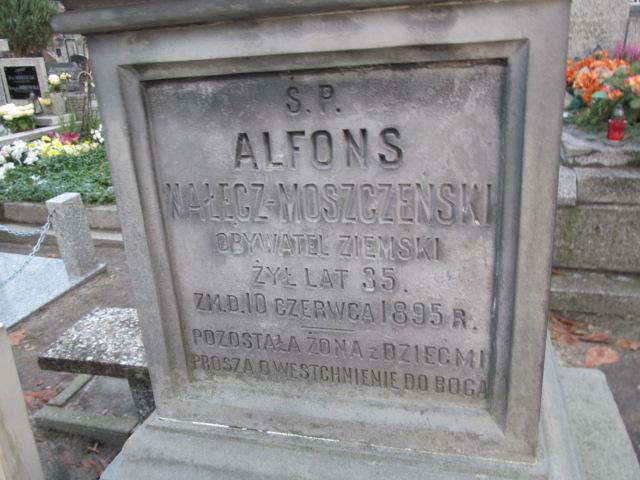 Ś. P.
ALFONS
NAŁĘCZ-MOSZCZEŃSKI
OBYWATEL ZIEMSKI
ŻYŁ LAT 35.
ZM. D. 10 CZERWCA 1895 R.
POZOSTAŁA ŻONA z DZIEĆMI
PROSZĄ O WESTCHNIENIE DO BOGA